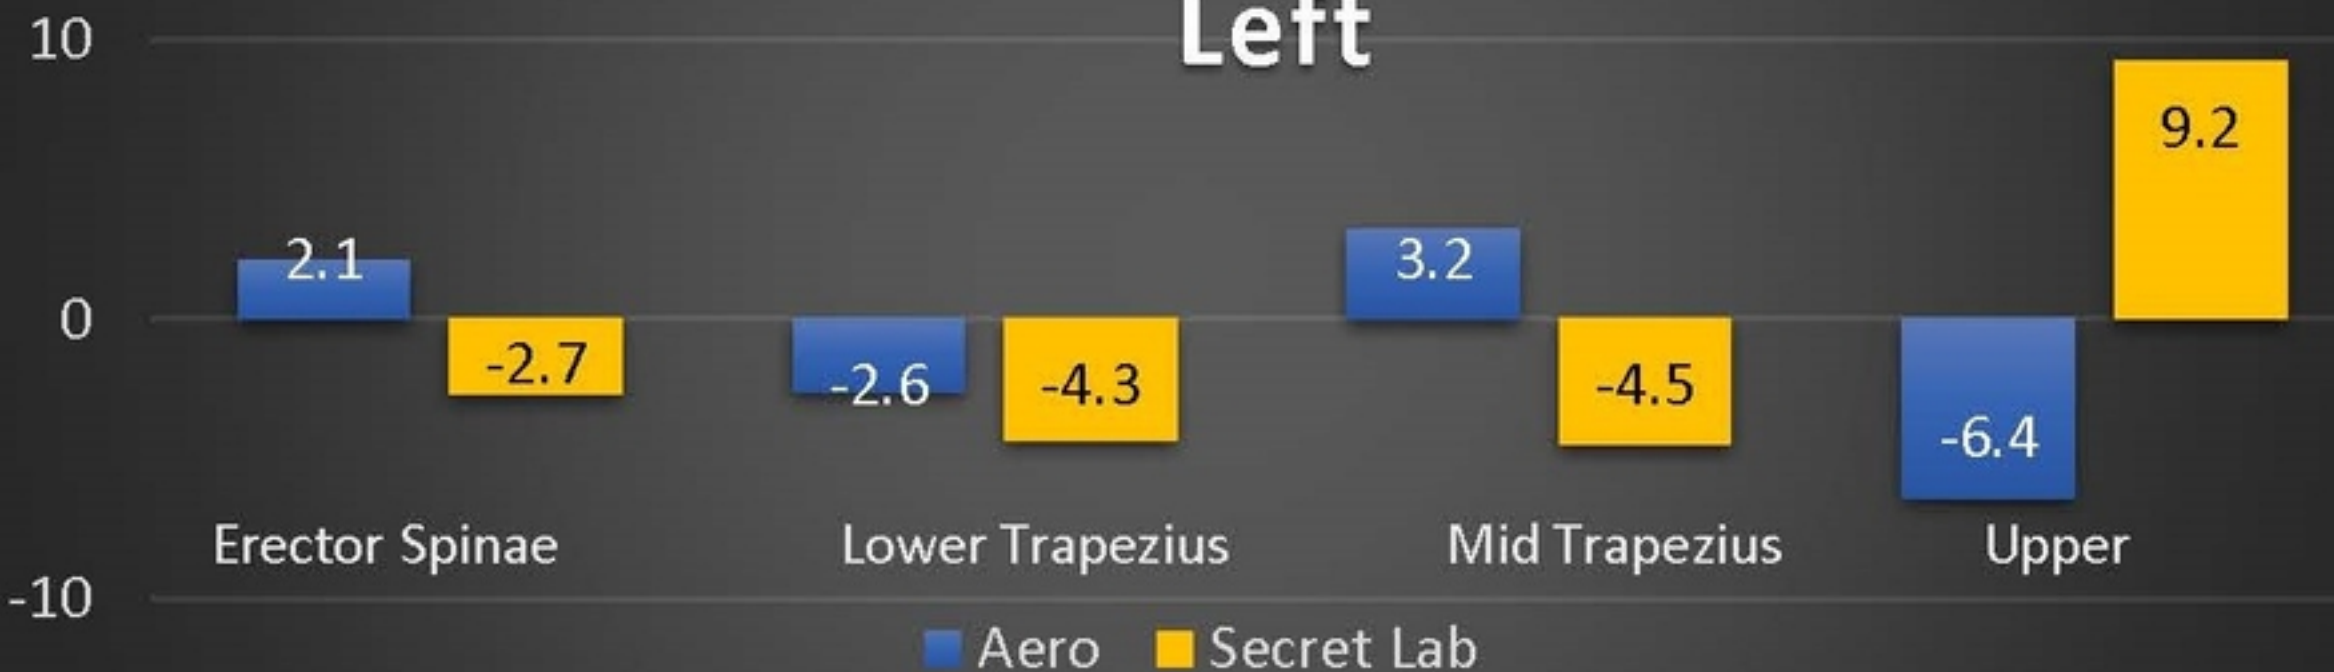 Left
10
0
-10
2.1
-2.7
-2.6
-4.3
3.2
-4.5
-6.4
9.2
Erector Spinae
Lower Trapezius
Mid Trapezius
Upper
Aero
Secret Lab